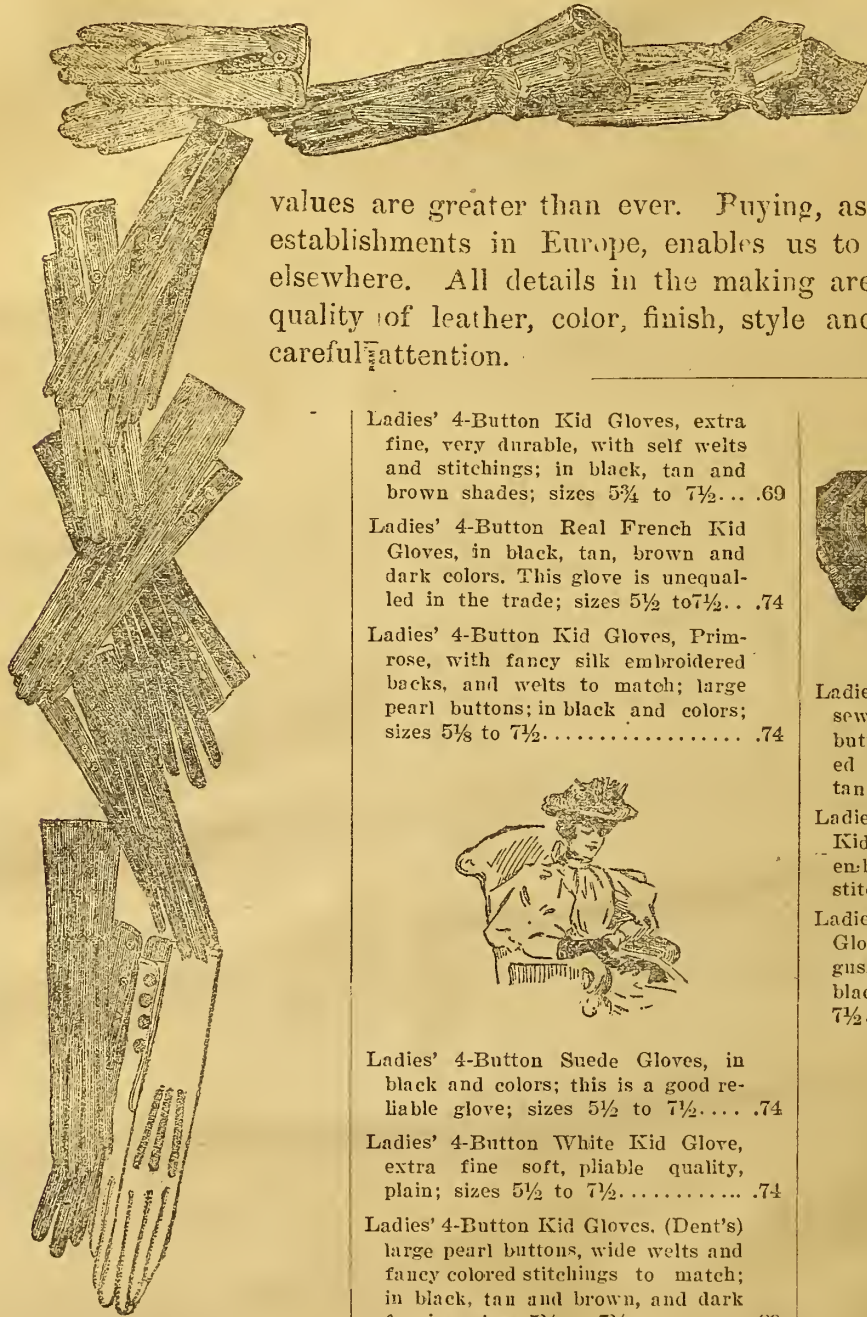 values are greater than ever. Puying, as
establishments in Europe, enables us to
elsewhere. All details in the making are
quality of leather, color, finish, style and
careful attention.
Ladies' 4-Button Kid Gloves, extra
fine, very durable, with self welts
and stitchings; in black, tan and
brown shades; sizes 5¾ to 7½... .69
Ladies' 4-Button Real French Kid
Gloves, in black, tan, brown and
dark colors. This glove is unequal-
led in the trade; sizes 5½ to7½.. .74
Ladies' 4-Button Kid Gloves, Prim-
rose, with fancy silk embroidered
backs, and welts to match; large
pearl buttons; in black and colors;
sizes 5⅛ to 7½.................. .74
Ladies' 4-Button Suede Gloves, in
black and colors; this is a good re-
liable glove; sizes 5½ to 7½.... .74
Ladies' 4-Button White Kid Glove,
extra fine soft, pliable quality,
plain; sizes 5½ to 7½............ .74
Ladies' 4-Button Kid Gloves. (Dent's)
large pearl buttons, wide welts and
fancy colored stitchings to match;
in black, tan and brown, and dark
Ladie
sew
but
ed
tan
Ladie
Kid
emb
stit
Ladie
Glo
gus
blac
7½